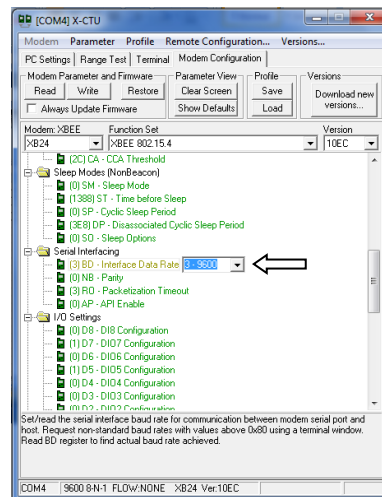 [COM4] X-CTU
Modem Parameter Profile Remote Configuration... Versions...
PC Settings Range Test Terminal Modem Configuration
Modem Parameter and Firmware Parameter View Profile Versions
Read Write Restore Clear Screen Save Download new versions...
Always Update Firmware Show Defaults Load
Modem: XBEE Function Set Version
XB24 XBEE 802.15.4 10EC
(2C) CA - CCA Threshold
Sleep Modes (NonBeacon)
(0) SM - Sleep Mode
(1388) ST - Time before Sleep
(0) SP - Cyclic Sleep Period
(3E8) DP - Disassociated Cyclic Sleep Period
(0) SO - Sleep Options
Serial Interfacing
(3) BD - Interface Data Rate 3 - 9600
(0) NB - Parity
(3) RO - Packetization Timeout
(0) AP - API Enable
I/O Settings
(0) D8 - DI8 Configuration
(1) D7 - DIO7 Configuration
(0) D6 - DIO6 Configuration
(1) D5 - DIO5 Configuration
(0) D4 - DIO4 Configuration
(0) D3 - DIO3 Configuration
(0) D2 - DIO2 Configuration
Set/read the serial interface baud rate for communication between modem serial port and
host. Request non-standard baud rates with values above 0x80 using a terminal window.
Read BD register to find actual baud rate achieved.
COM4 9600 8-N-1 FLOW:NONE XB24 Ver:10EC